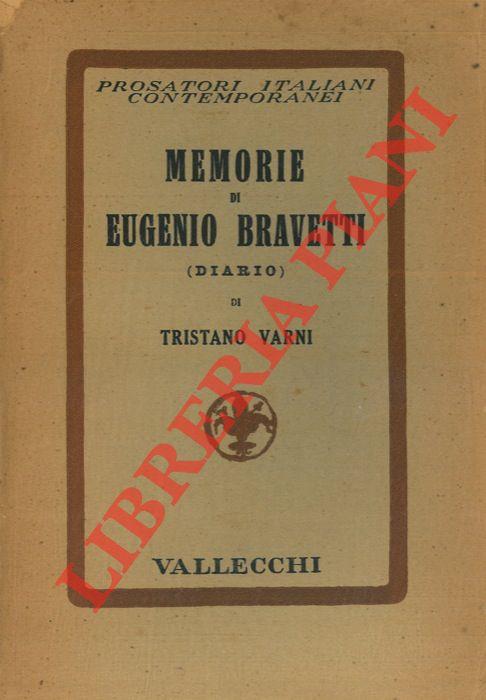 PROSATORI ITALIANI
CONTEMPORANEI
MEMORIE
DI
EUGENIO BRAVETTI
(DIARIO)
DI
TRISTANO VARNI
VALLECCHI
LIBRERIA PIANI